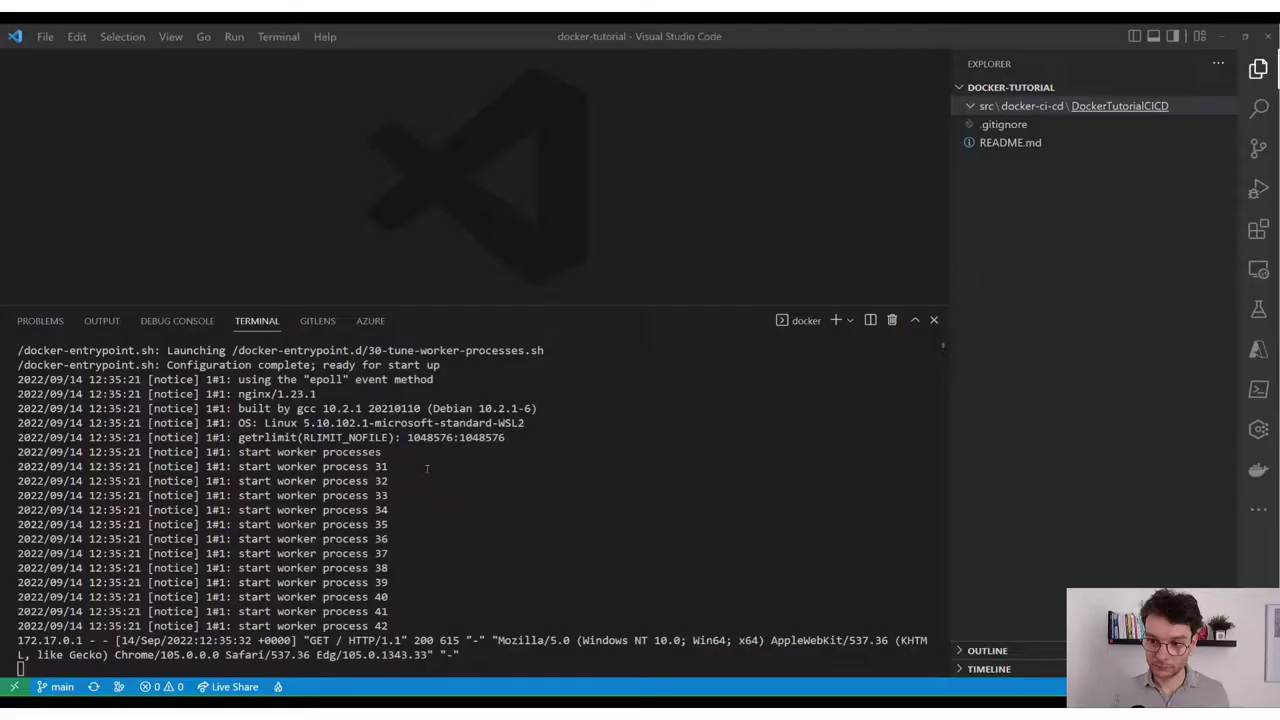 File Edit Selection View Go Run Terminal Help
docker-tutorial - Visual Studio Code
EXPLORER
DOCKER-TUTORIAL
src\docker-ci-cd\DockerTutorialCICD
.gitignore
README.md
PROBLEMS OUTPUT DEBUG CONSOLE TERMINAL GITLENS AZURE
docker
/docker-entrypoint.sh: Launching /docker-entrypoint.d/30-tune-worker-processes.sh
/docker-entrypoint.sh: Configuration complete; ready for start up
2022/09/14 12:35:21 [notice] 1#1: using the "epoll" event method
2022/09/14 12:35:21 [notice] 1#1: nginx/1.23.1
2022/09/14 12:35:21 [notice] 1#1: built by gcc 10.2.1 20210110 (Debian 10.2.1-6)
2022/09/14 12:35:21 [notice] 1#1: OS: Linux 5.10.102.1-microsoft-standard-WSL2
2022/09/14 12:35:21 [notice] 1#1: getrlimit(RLIMIT_NOFILE): 1048576:1048576
2022/09/14 12:35:21 [notice] 1#1: start worker processes
2022/09/14 12:35:21 [notice] 1#1: start worker process 31
2022/09/14 12:35:21 [notice] 1#1: start worker process 32
2022/09/14 12:35:21 [notice] 1#1: start worker process 33
2022/09/14 12:35:21 [notice] 1#1: start worker process 34
2022/09/14 12:35:21 [notice] 1#1: start worker process 35
2022/09/14 12:35:21 [notice] 1#1: start worker process 36
2022/09/14 12:35:21 [notice] 1#1: start worker process 37
2022/09/14 12:35:21 [notice] 1#1: start worker process 38
2022/09/14 12:35:21 [notice] 1#1: start worker process 39
2022/09/14 12:35:21 [notice] 1#1: start worker process 40
2022/09/14 12:35:21 [notice] 1#1: start worker process 41
2022/09/14 12:35:21 [notice] 1#1: start worker process 42
172.17.0.1 - - [14/Sep/2022:12:35:32 +0000] "GET / HTTP/1.1" 200 615 "-" "Mozilla/5.0 (Windows NT 10.0; Win64; x64) AppleWebKit/537.36 (KHTM
L, like Gecko) Chrome/105.0.0.0 Safari/537.36 Edg/105.0.1343.33" "-"
OUTLINE
TIMELINE
main 0 0 Live Share